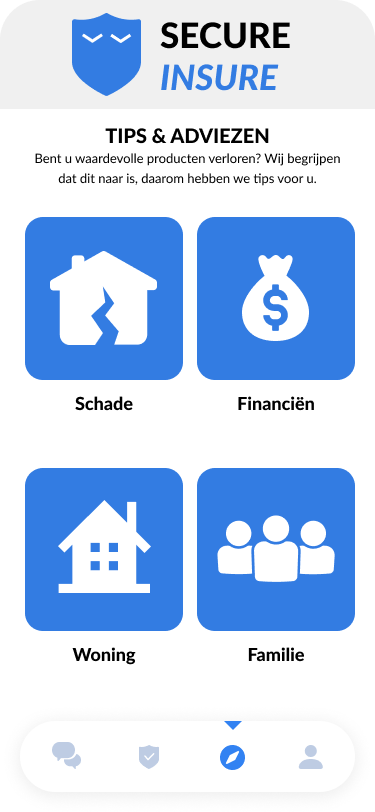 SECURE
INSURE
TIPS & ADVIEZEN
Bent u waardevolle producten verloren? Wij begrijpen
dat dit naar is, daarom hebben we tips voor u.
$
Schade
Financiën
Woning
Familie